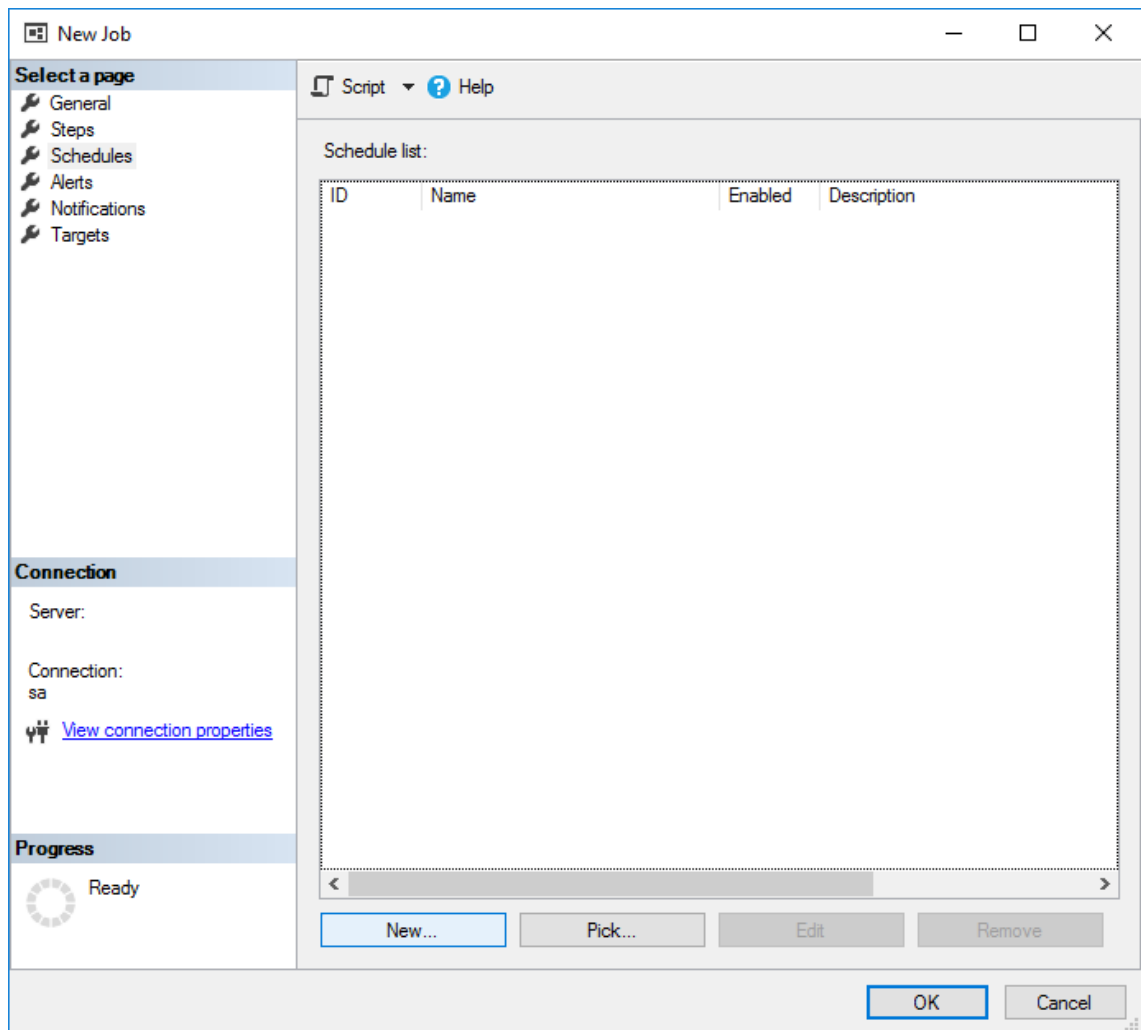 New Job
Select a page
General
Steps
Schedules
Alerts
Notifications
Targets
Script Help
Schedule list:
ID Name Enabled Description
Connection
Server:
Connection:
sa
View connection properties
Progress
Ready
New... Pick... Edit Remove
OK Cancel